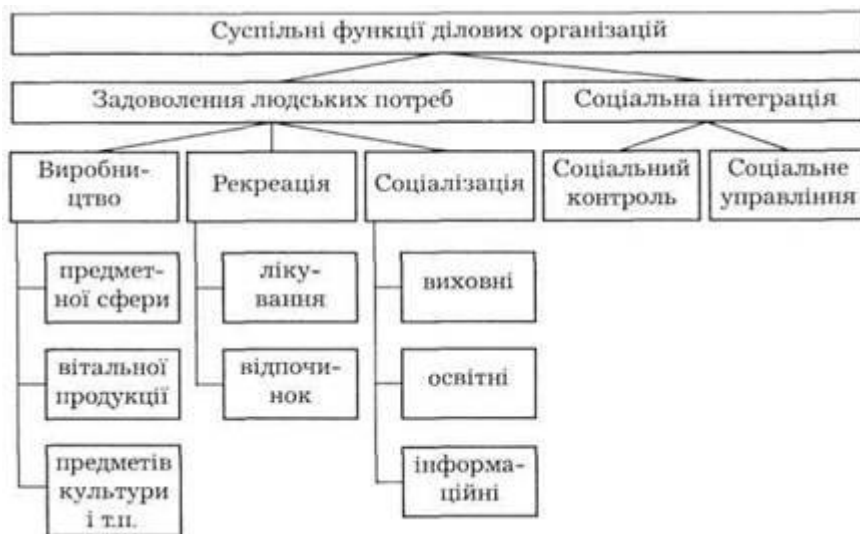 Суспільні функції ділових організацій
Задоволення людських потреб
Соціальна інтеграція
Виробни-
цтво
Рекреація
Соціалізація
Соціальний
контроль
Соціальне
управління
предмет-
ної сфери
ліку-
вання
виховні
вітальної
продукції
відпочи-
нок
освітні
предметів
культури
і т.п.
інформа-
ційні